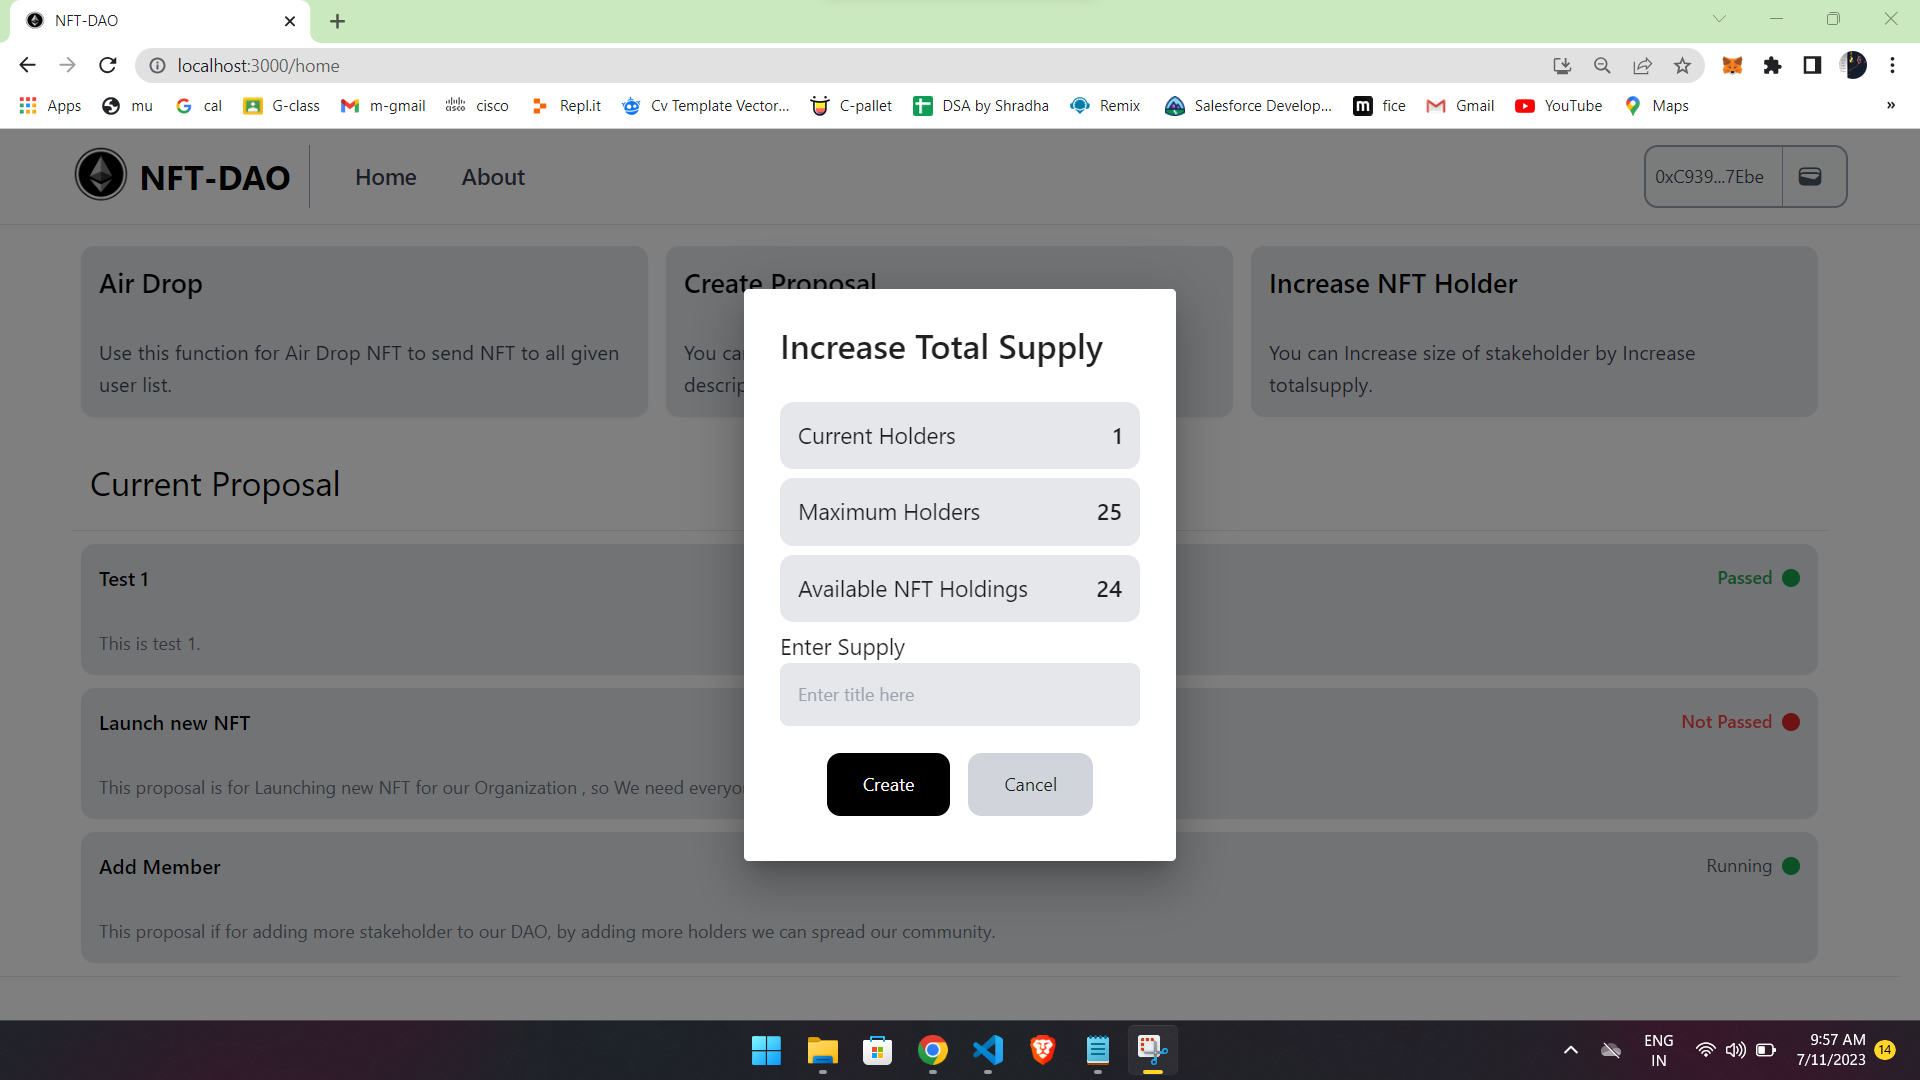 NFT-DAO
localhost:3000/home
Apps mu cal G-class m-gmail cisco Repl.it Cv Template Vector... C-pallet DSA by Shradha Remix Salesforce Develop... fice Gmail YouTube Maps »
NFT-DAO Home About 0xC939...7Ebe
Air Drop
Use this function for Air Drop NFT to send NFT to all given
user list.
Create Proposal
You
descrip
Increase NFT Holder
You can Increase size of stakeholder by Increase
totalsupply.
Increase Total Supply
Current Holders 1
Maximum Holders 25
Available NFT Holdings 24
Enter Supply
Enter title here
Create Cancel
Current Proposal
Test 1 Passed
This is test 1.
Launch new NFT Not Passed
This proposal is for Launching new NFT for our Organization , so We need everyo
Add Member Running
This proposal if for adding more stakeholder to our DAO, by adding more holders we can spread our community.
cisco
ENG
IN
9:57 AM
7/11/2023
14